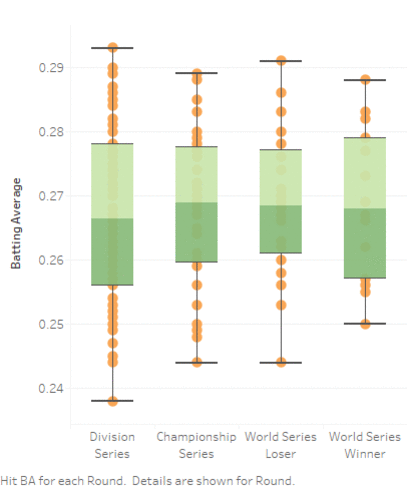 0.29
0.28
0.27
0.26
0.25
0.24
Batting Average
Division Series
Championship Series
World Series Loser
World Series Winner
Hit BA for each Round. Details are shown for Round.